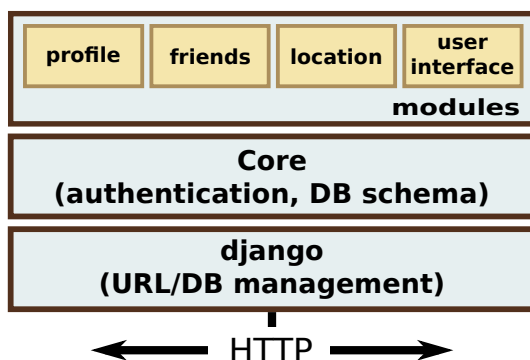 profile
friends
location
user
interface
modules
Core
(authentication, DB schema)
django
(URL/DB management)
HTTP